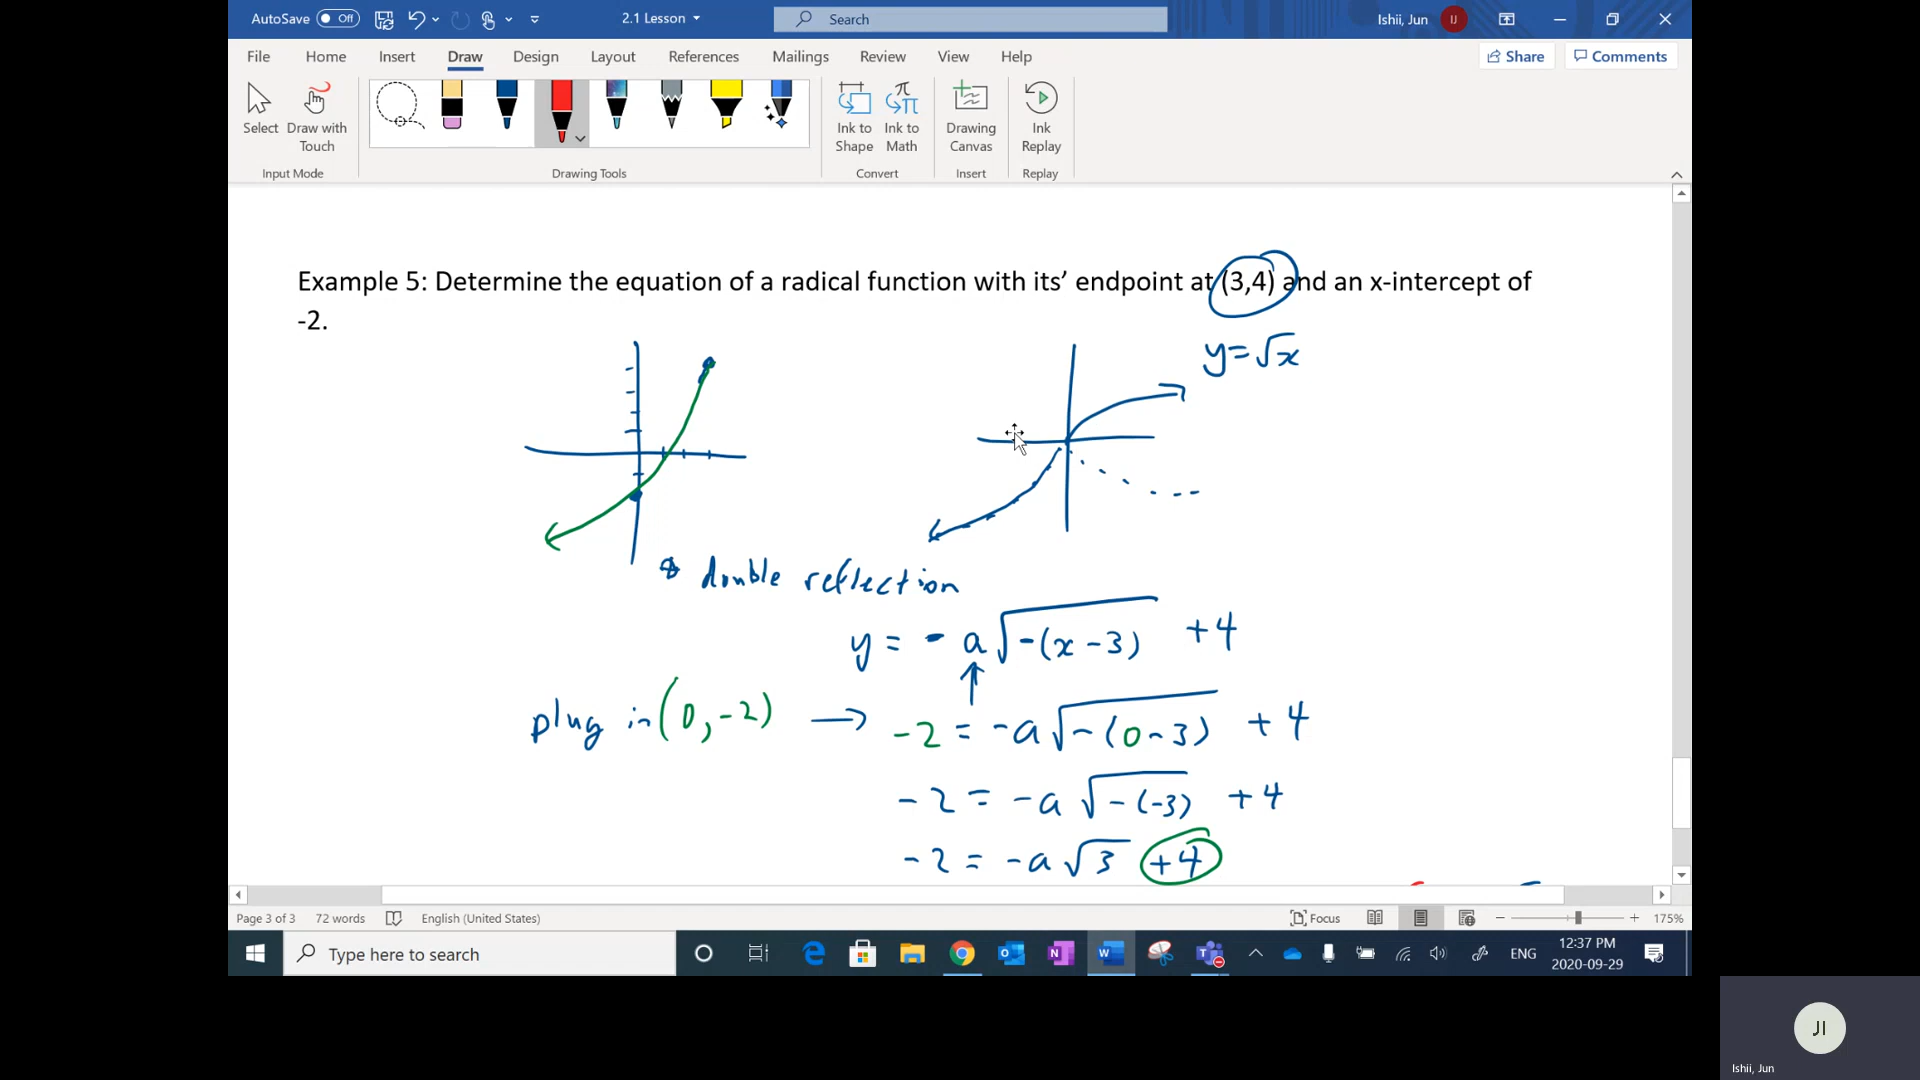 AutoSave Off 2.1 Lesson Search Ishii, Jun IJ
File Home Insert Draw Design Layout References Mailings Review View Help Share Comments
Select Draw with Touch Ink to Shape Ink to Math Drawing Canvas Ink Replay
Input Mode Drawing Tools Convert Insert Replay
Example 5: Determine the equation of a radical function with its’ endpoint at (3,4) and an x-intercept of
-2.
y=√x
double reflection
y = -a√-(x-3) +4
plug in (0,-2) → -2 = -a√-(0-3) +4
-2 = -a√-(-3) +4
-2 = -a√3 +4
Page 3 of 3 72 words English (United States) Focus 175%
Type here to search ENG 12:37 PM
2020-09-29
JI
Ishii, Jun